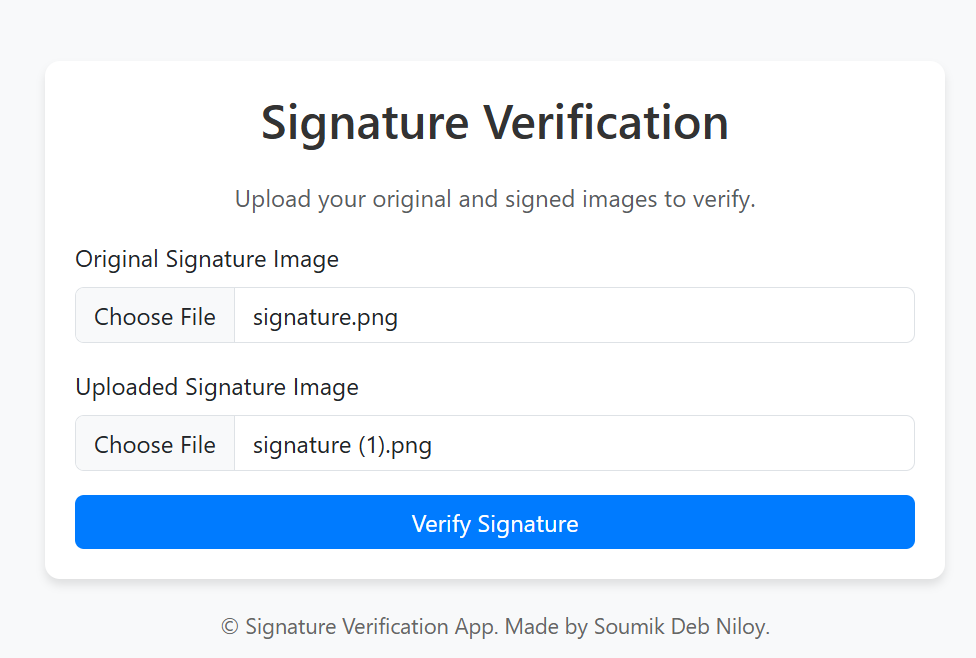 Signature Verification
Upload your original and signed images to verify.
Original Signature Image
Choose File signature.png
Uploaded Signature Image
Choose File signature (1).png
Verify Signature
© Signature Verification App. Made by Soumik Deb Niloy.